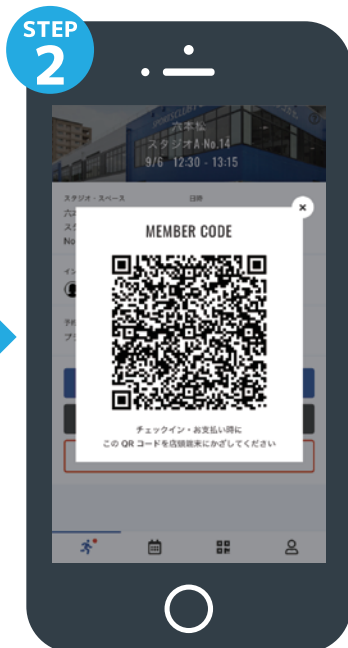 STEP
2
六本松
スタジオA No.14
9/6 12:30 - 13:15
スタジオ・スペース
日時
MEMBER CODE
チェックイン・お支払い時に
この QR コードを店頭端末にかざしてください